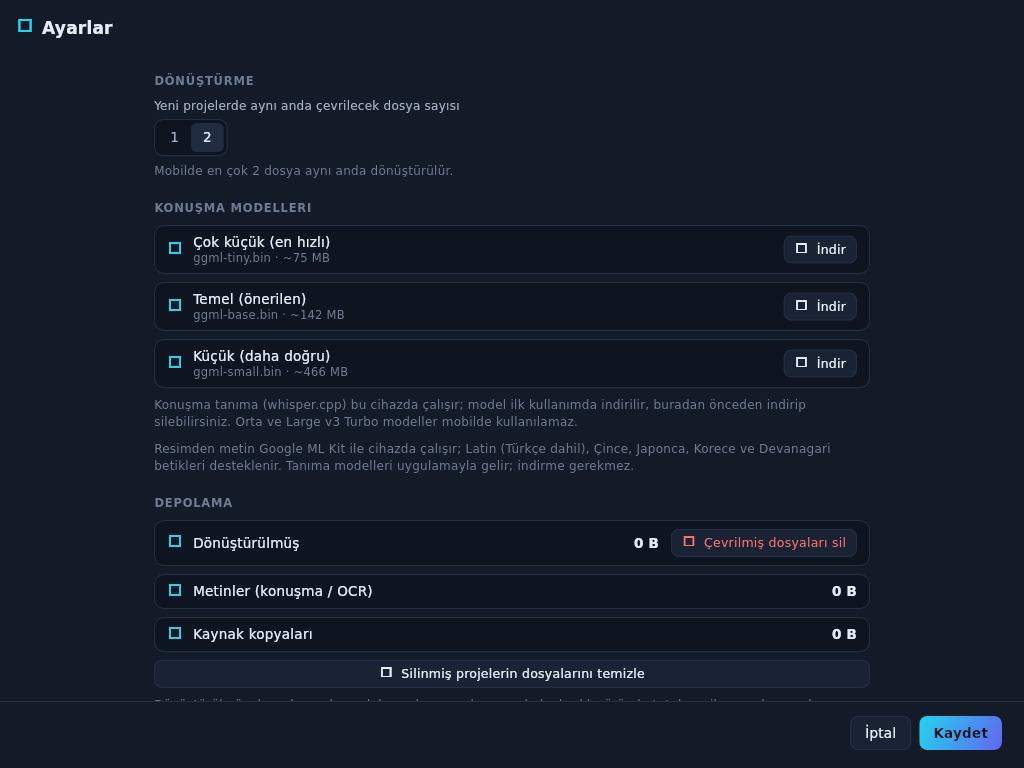 Ayarlar
DÖNÜŞTÜRME
Yeni projelerde aynı anda çevrilecek dosya sayısı
1 2
Mobilde en çok 2 dosya aynı anda dönüştürülür.
KONUŞMA MODELLERI
Çok küçük (en hızlı)
ggml-tiny.bin · ~75 MB
İndir
Temel (önerilen)
ggml-base.bin · ~142 MB
İndir
Küçük (daha doğru)
ggml-small.bin · ~466 MB
İndir
Konuşma tanıma (whisper.cpp) bu cihazda çalışır; model ilk kullanımda indirilir, buradan önceden indirip
silebilirsiniz. Orta ve Large v3 Turbo modeller mobilde kullanılamaz.
Resimden metin Google ML Kit ile cihazda çalışır; Latin (Türkçe dahil), Çince, Japonca, Korece ve Devanagari
betikleri desteklenir. Tanıma modelleri uygulamayla gelir; indirme gerekmez.
DEPOLAMA
Dönüştürülmüş 0 B Çevrilmiş dosyaları sil
Metinler (konuşma / OCR) 0 B
Kaynak kopyaları 0 B
Silinmiş projelerin dosyalarını temizle
İptal Kaydet